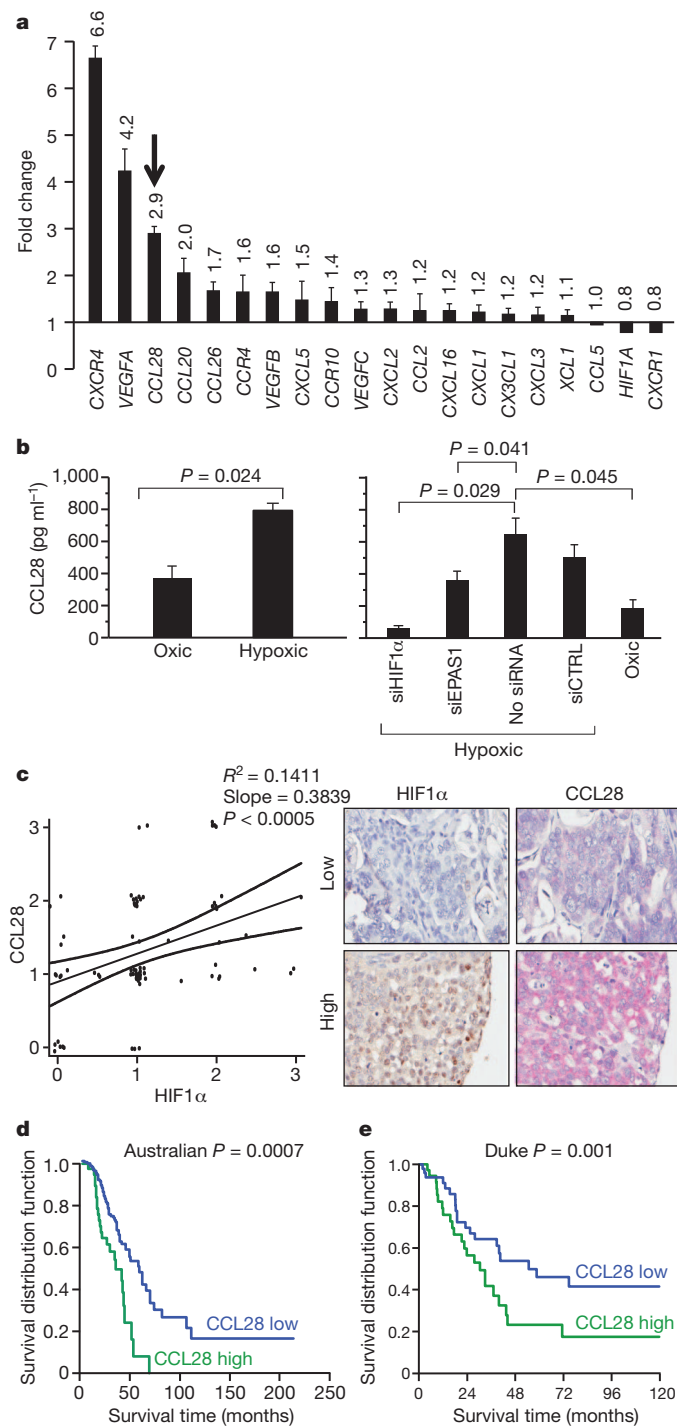 a
Fold change
7
6
5
4
3
2
1
0
6.6
4.2
2.9
2.0
1.7
1.6
1.6
1.5
1.4
1.3
1.3
1.2
1.2
1.2
1.2
1.2
1.1
1.0
0.8
0.8
CXCR4
VEGFA
CCL28
CCL20
CCL26
CCR4
VEGFB
CXCL5
CCR10
VEGFC
CXCL2
CCL2
CXCL16
CXCL1
CX3CL1
CXCL3
XCL1
CCL5
HIF1A
CXCR1
b
CCL28 (pg ml⁻¹)
1,000
800
600
400
200
0
P = 0.024
Oxic
Hypoxic
P = 0.041
P = 0.029
P = 0.045
siHIF1α
siEPAS1
No siRNA
siCTRL
Oxic
Hypoxic
c
R² = 0.1411
Slope = 0.3839
P < 0.0005
CCL28
3
2
1
0
0
1
2
3
HIF1α
HIF1α
CCL28
Low
High
d
Australian P = 0.0007
Survival distribution function
1.0
0.8
0.6
0.4
0.2
0
CCL28 low
CCL28 high
0
50
100
150
200
250
Survival time (months)
e
Duke P = 0.001
Survival distribution function
1.0
0.8
0.6
0.4
0.2
CCL28 low
CCL28 high
0
24
48
72
96
120
Survival time (months)